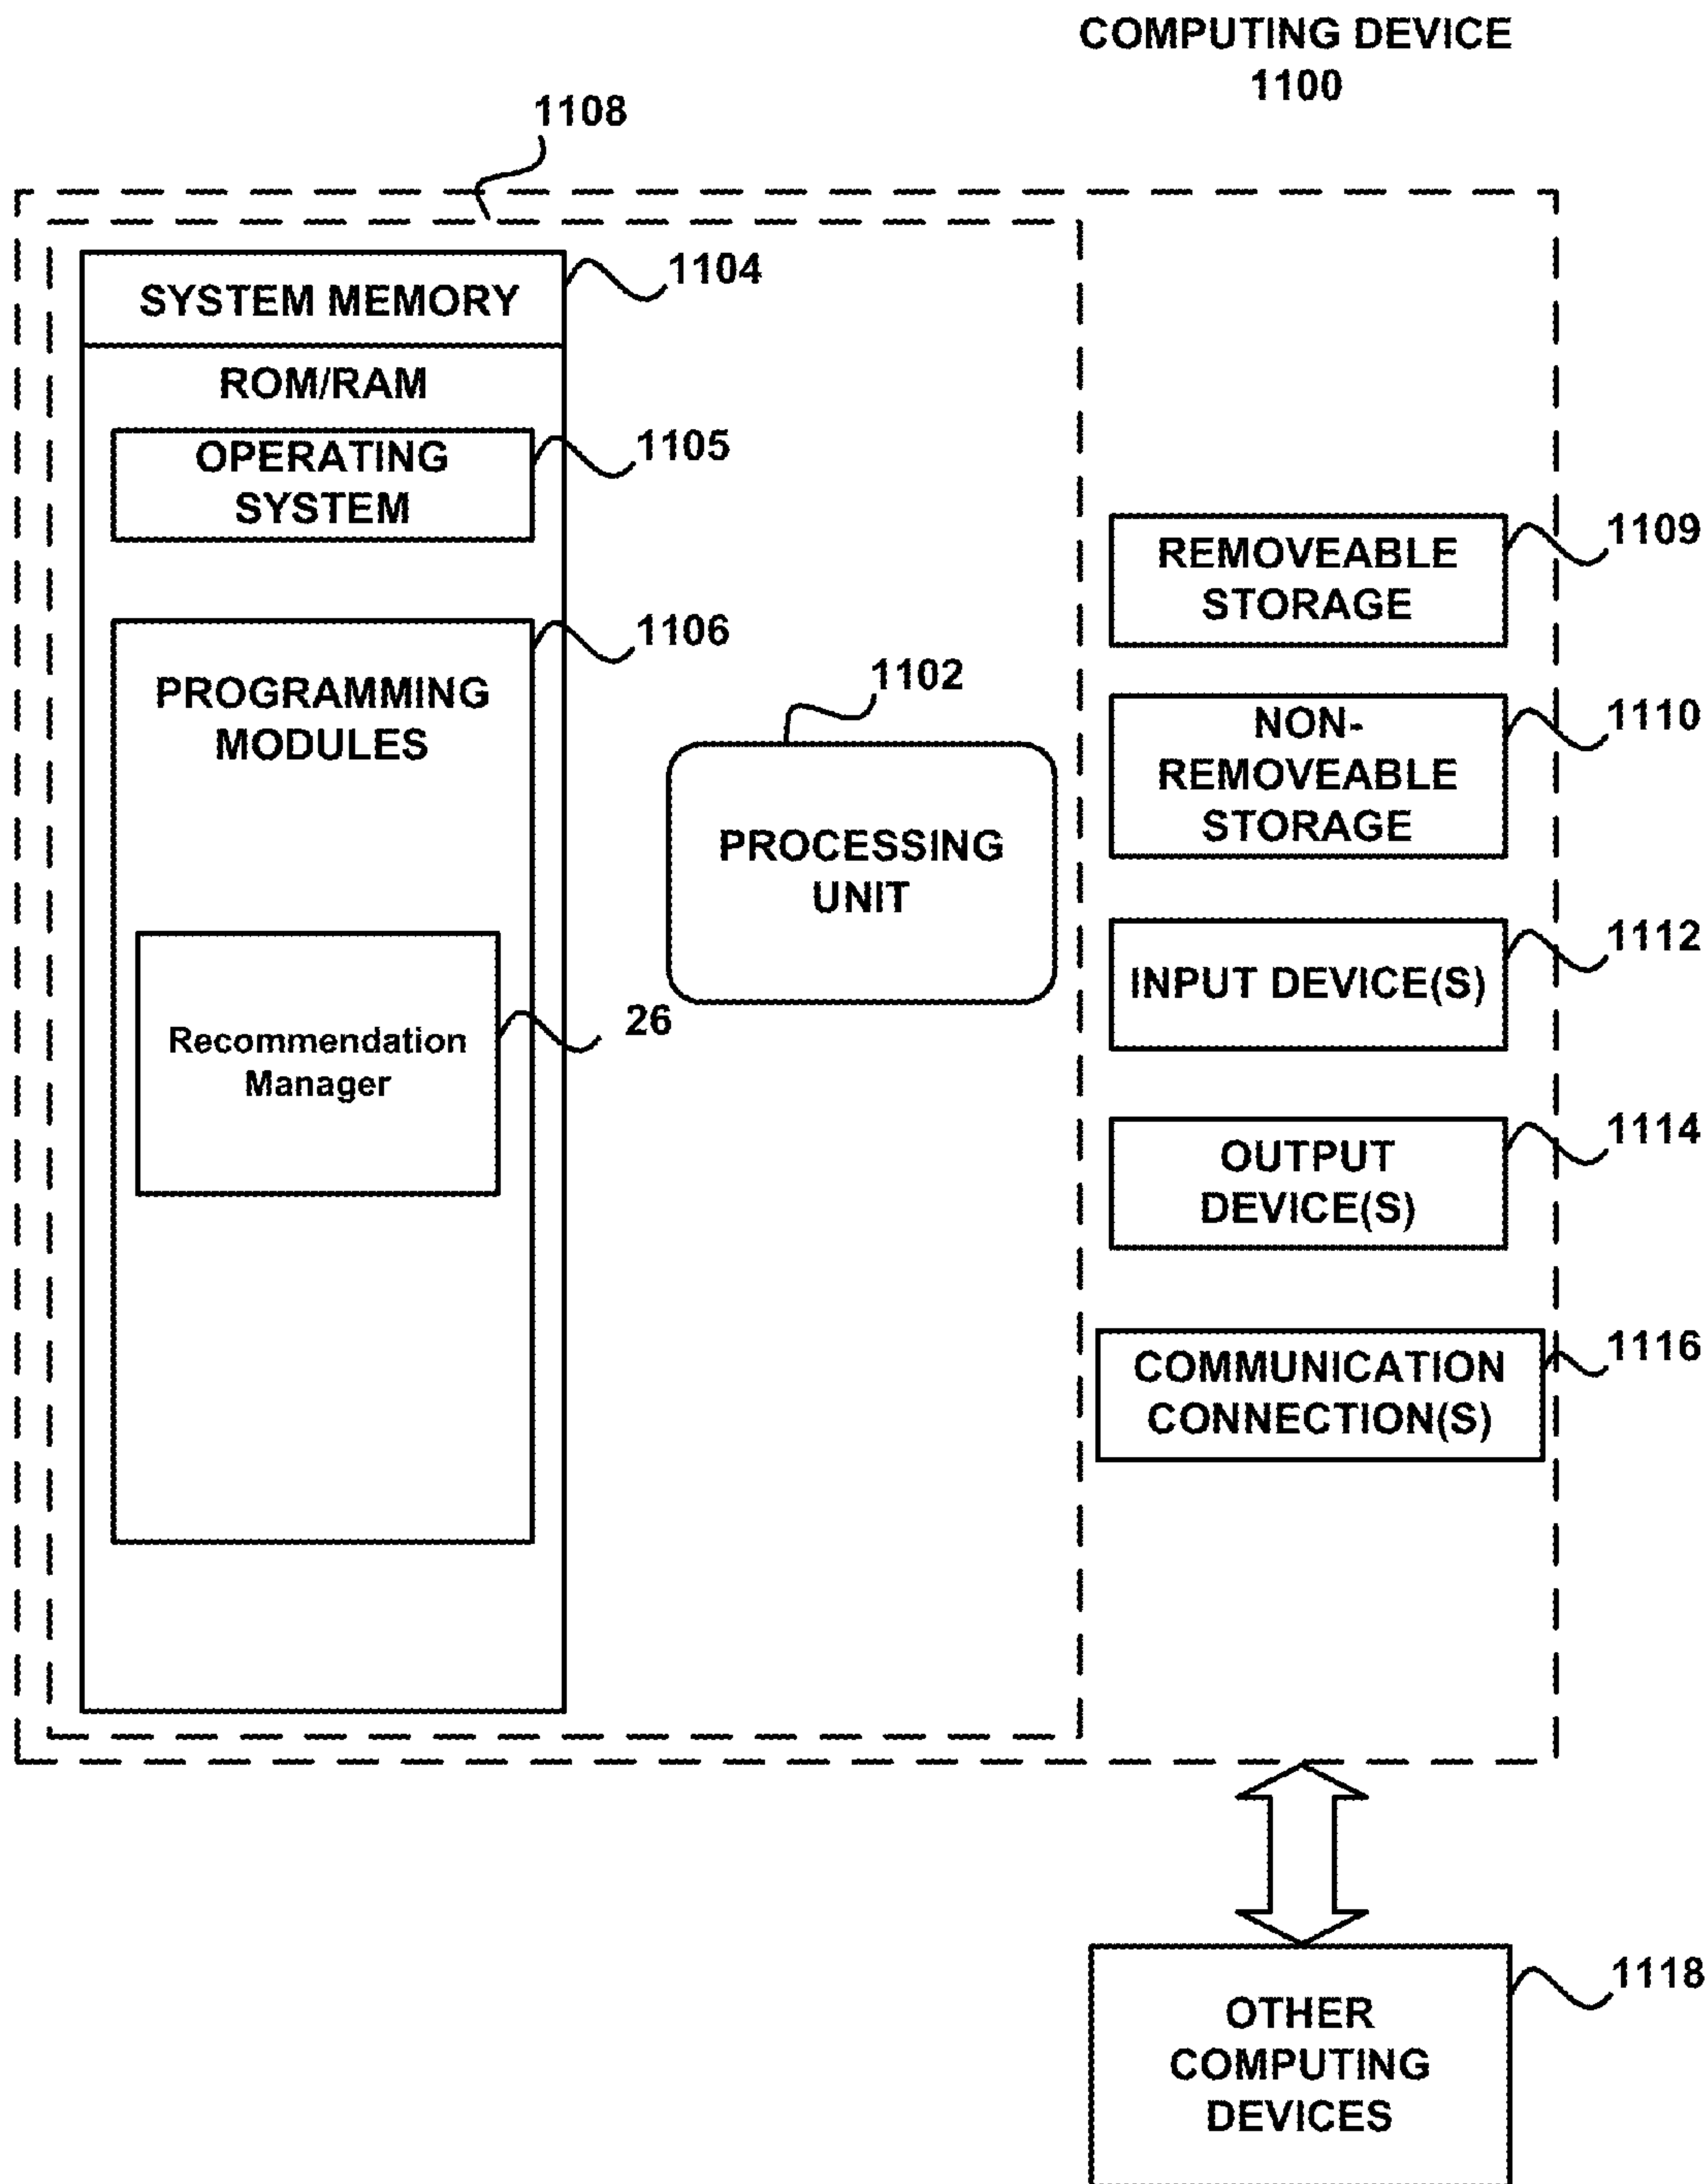 COMPUTING DEVICE
1100
1108
SYSTEM MEMORY
1104
ROM/RAM
OPERATING
SYSTEM
1105
PROGRAMMING
MODULES
1106
Recommendation
Manager
26
1102
PROCESSING
UNIT
REMOVEABLE
STORAGE
1109
NON-
REMOVEABLE
STORAGE
1110
INPUT DEVICE(S)
1112
OUTPUT
DEVICE(S)
1114
COMMUNICATION
CONNECTION(S)
1116
OTHER
COMPUTING
DEVICES
1118